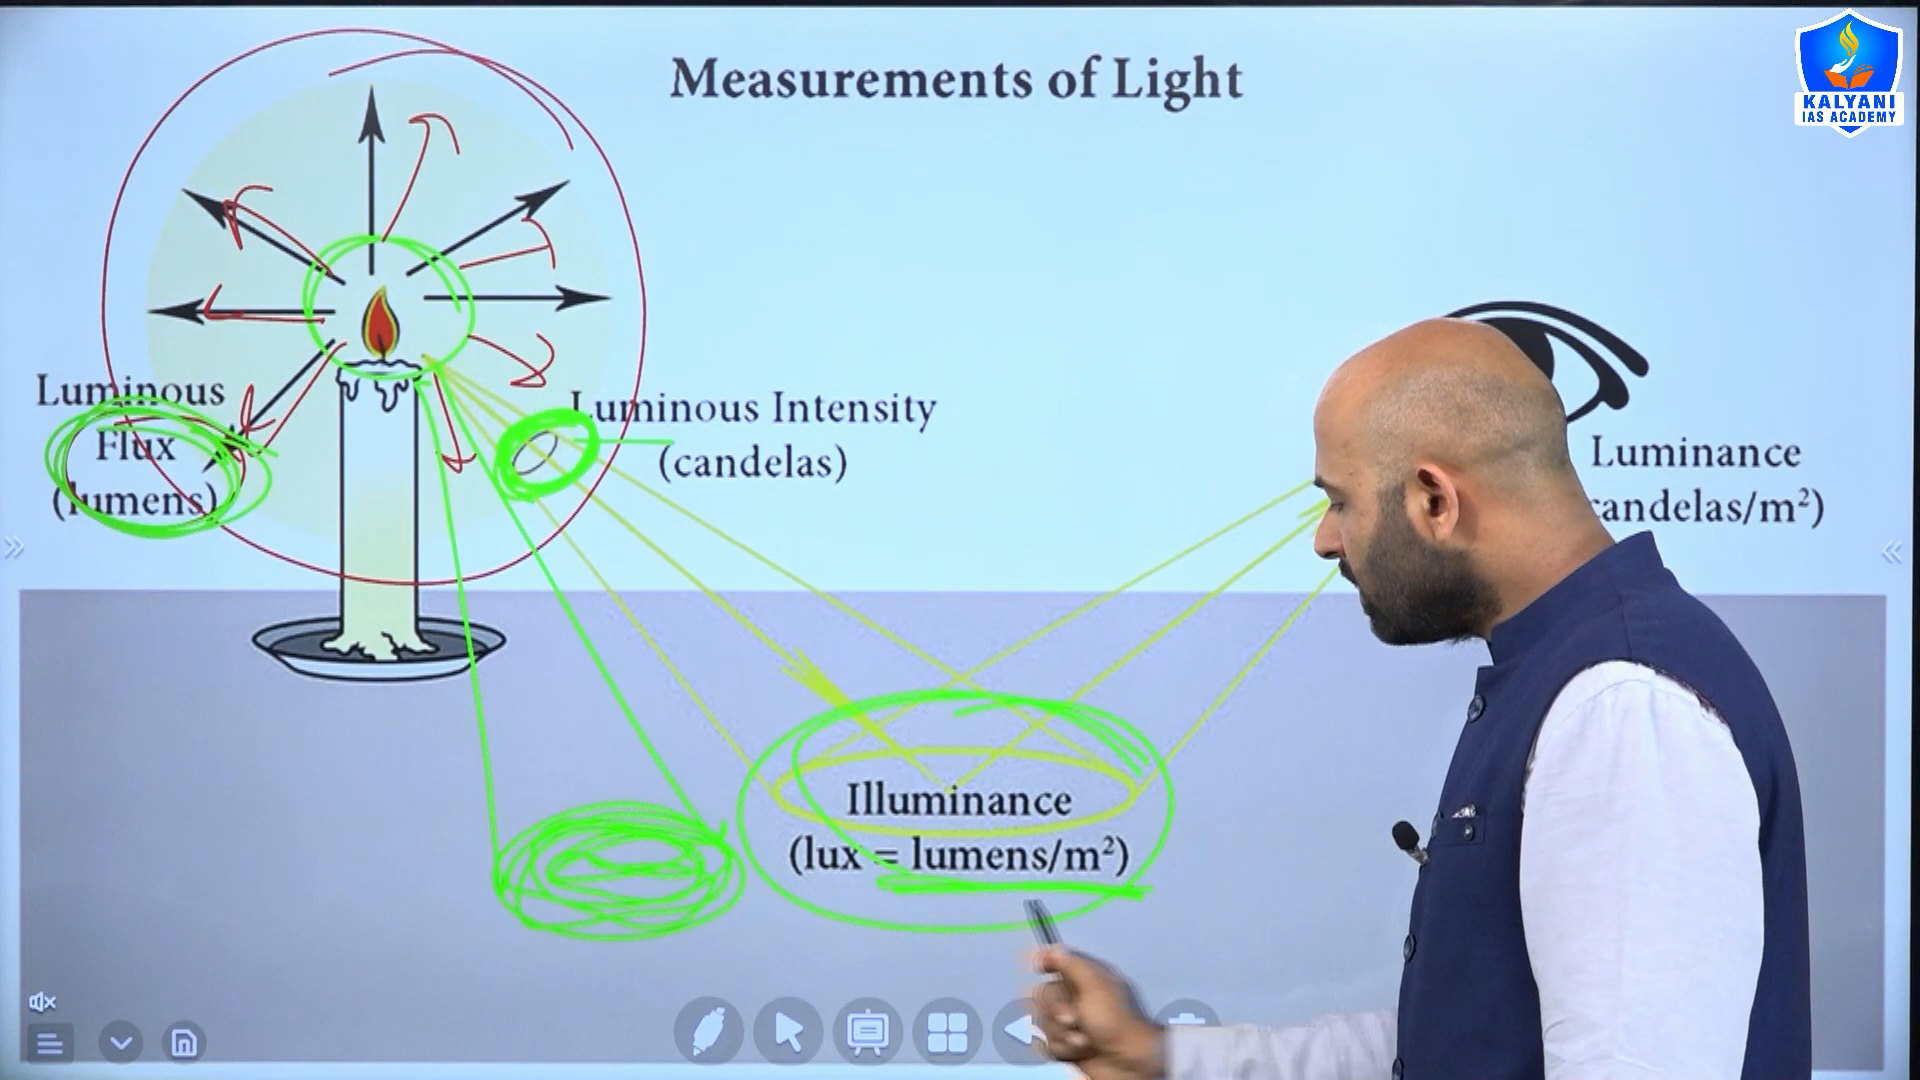 Measurements of Light
KALYANI
IAS ACADEMY
Luminous
Flux
(lumens)
Luminous Intensity
(candelas)
Luminance
candelas/m²)
Illuminance
(lux = lumens/m²)